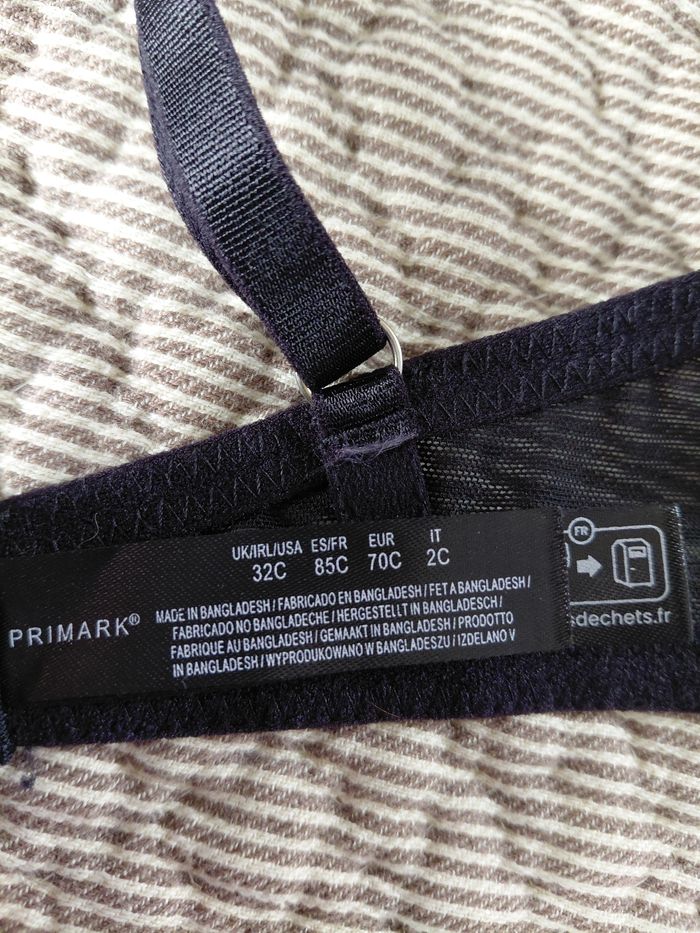 UK/IRL/USA ES/FR EUR IT
32C 85C 70C 2C
PRIMARK®
MADE IN BANGLADESH / FABRICADO EN BANGLADESH / FET A BANGLADESH /
FABRICADO NO BANGLADECHE / HERGESTELLT IN BANGLADESCH /
FABRIQUE AU BANGLADESH / GEMAAKT IN BANGLADESH / PRODOTTO
IN BANGLADESH / WYPRODUKOWANO W BANGLADESZU / IZDELANO V
FR
dechets.fr